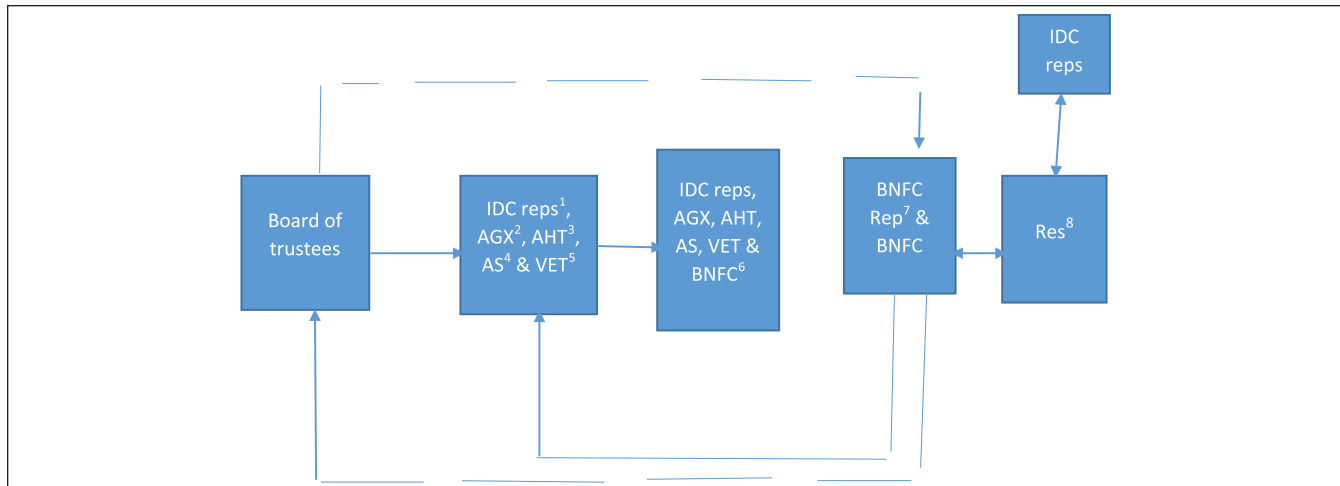 IDC
reps
Board of
trustees
IDC reps¹,
AGX², AHT³,
AS⁴ & VET⁵
IDC reps,
AGX, AHT,
AS, VET &
BNFC⁶
BNFC
Rep⁷ &
BNFC
Res⁸